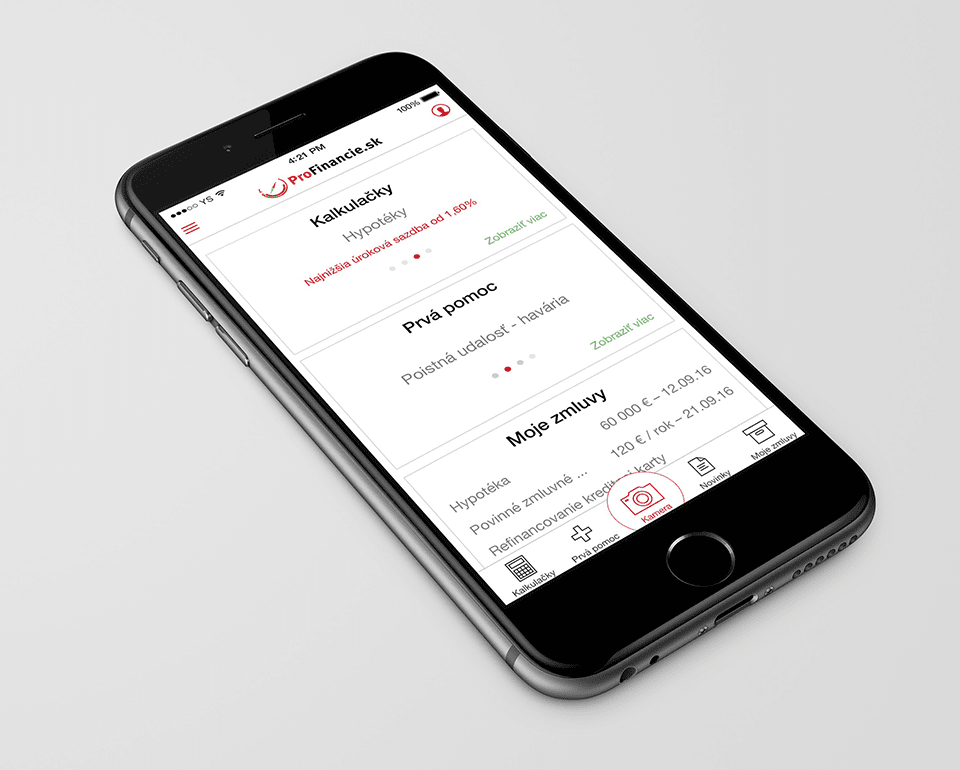 YS 4:21 PM 100%
ProFinancie.sk
Kalkulačky
Hypotéky
Najnižšia úroková sazdba od 1,60%
Zobraziť viac
Prvá pomoc
Poistná udalosť - havária
Zobraziť viac
Moje zmluvy
Hypotéka 60 000 € – 12.09.16
Povinné zmluvné ... 120 € / rok – 21.09.16
Refinancovanie karty
Kalkulačky
Prvá pomoc
Kamera
Novinky
Moje zmluvy